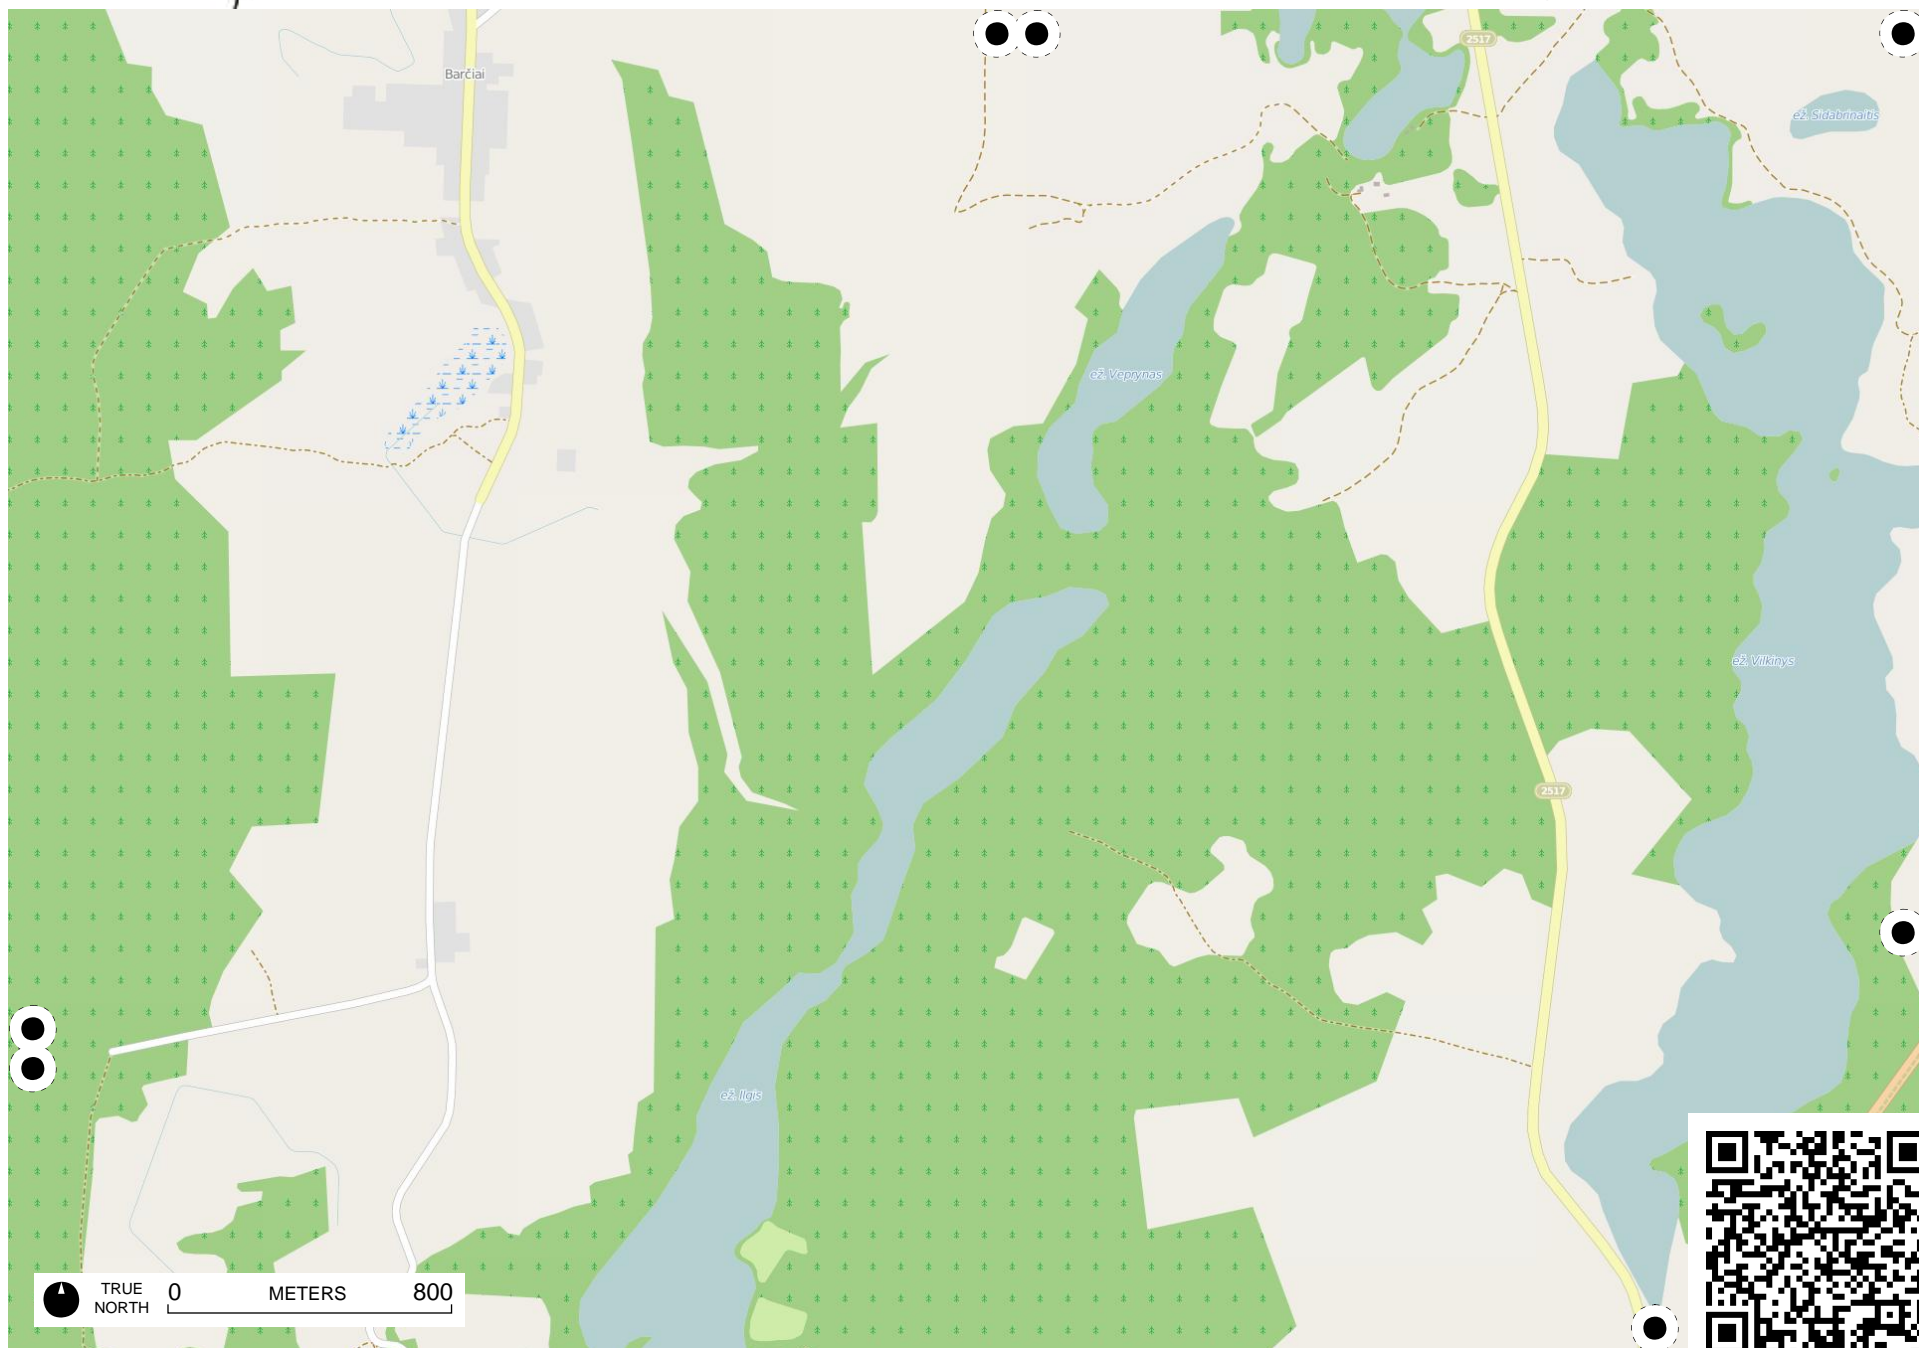 2517
Barčiai
ež. Sidabrinaitis
ež. Veprynas
ež. Vilkinys
2517
ež. Ilgis
TRUE NORTH
0 METERS 800